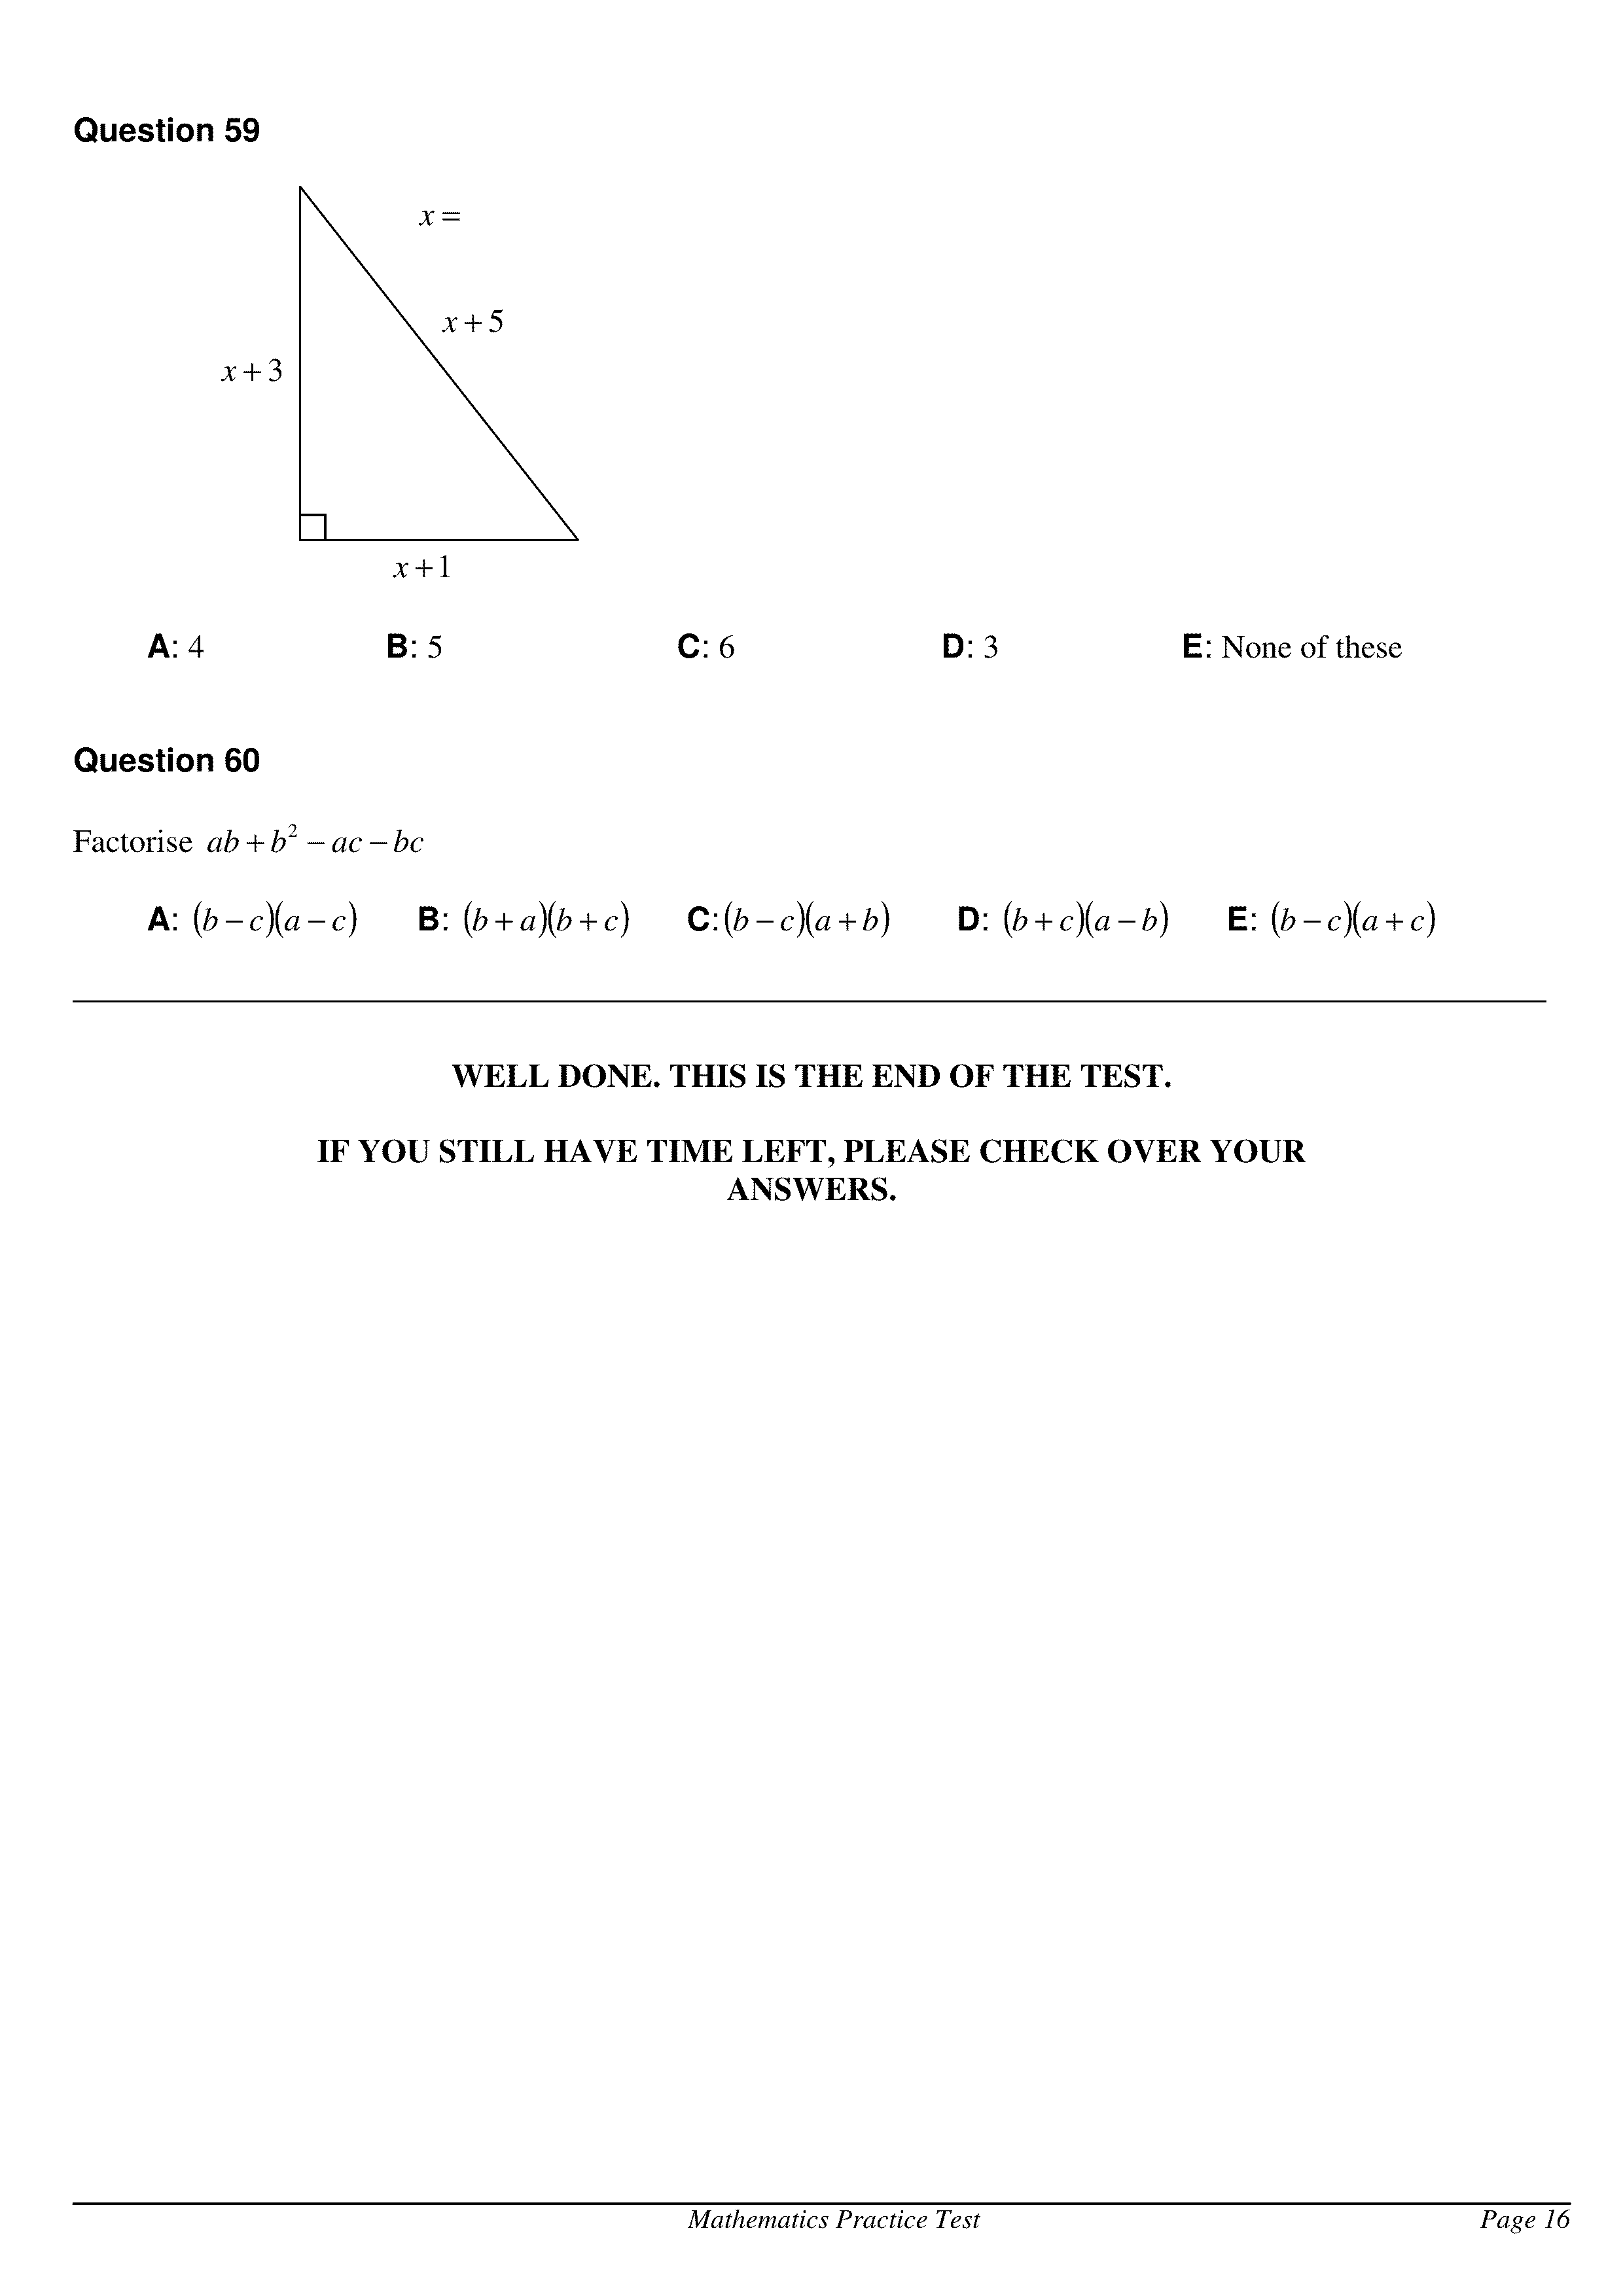 Question 59
x =
x + 5
x + 3
x + 1
A: 4 B: 5 C: 6 D: 3 E: None of these
Question 60
Factorise ab + b² − ac − bc
A: (b − c)(a − c) B: (b + a)(b + c) C: (b − c)(a + b) D: (b + c)(a − b) E: (b − c)(a + c)
WELL DONE. THIS IS THE END OF THE TEST.
IF YOU STILL HAVE TIME LEFT, PLEASE CHECK OVER YOUR
ANSWERS.
Mathematics Practice Test Page 16